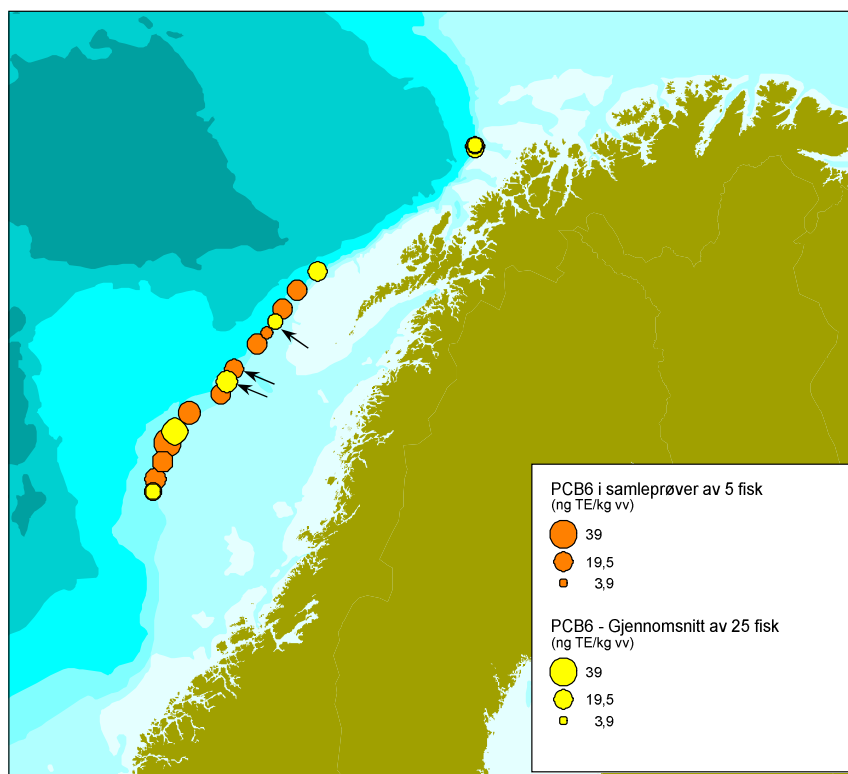 PCB6 i samleprøver av 5 fisk
(ng TE/kg vv)
39
19,5
3,9
PCB6 - Gjennomsnitt av 25 fisk
(ng TE/kg vv)
39
19,5
3,9